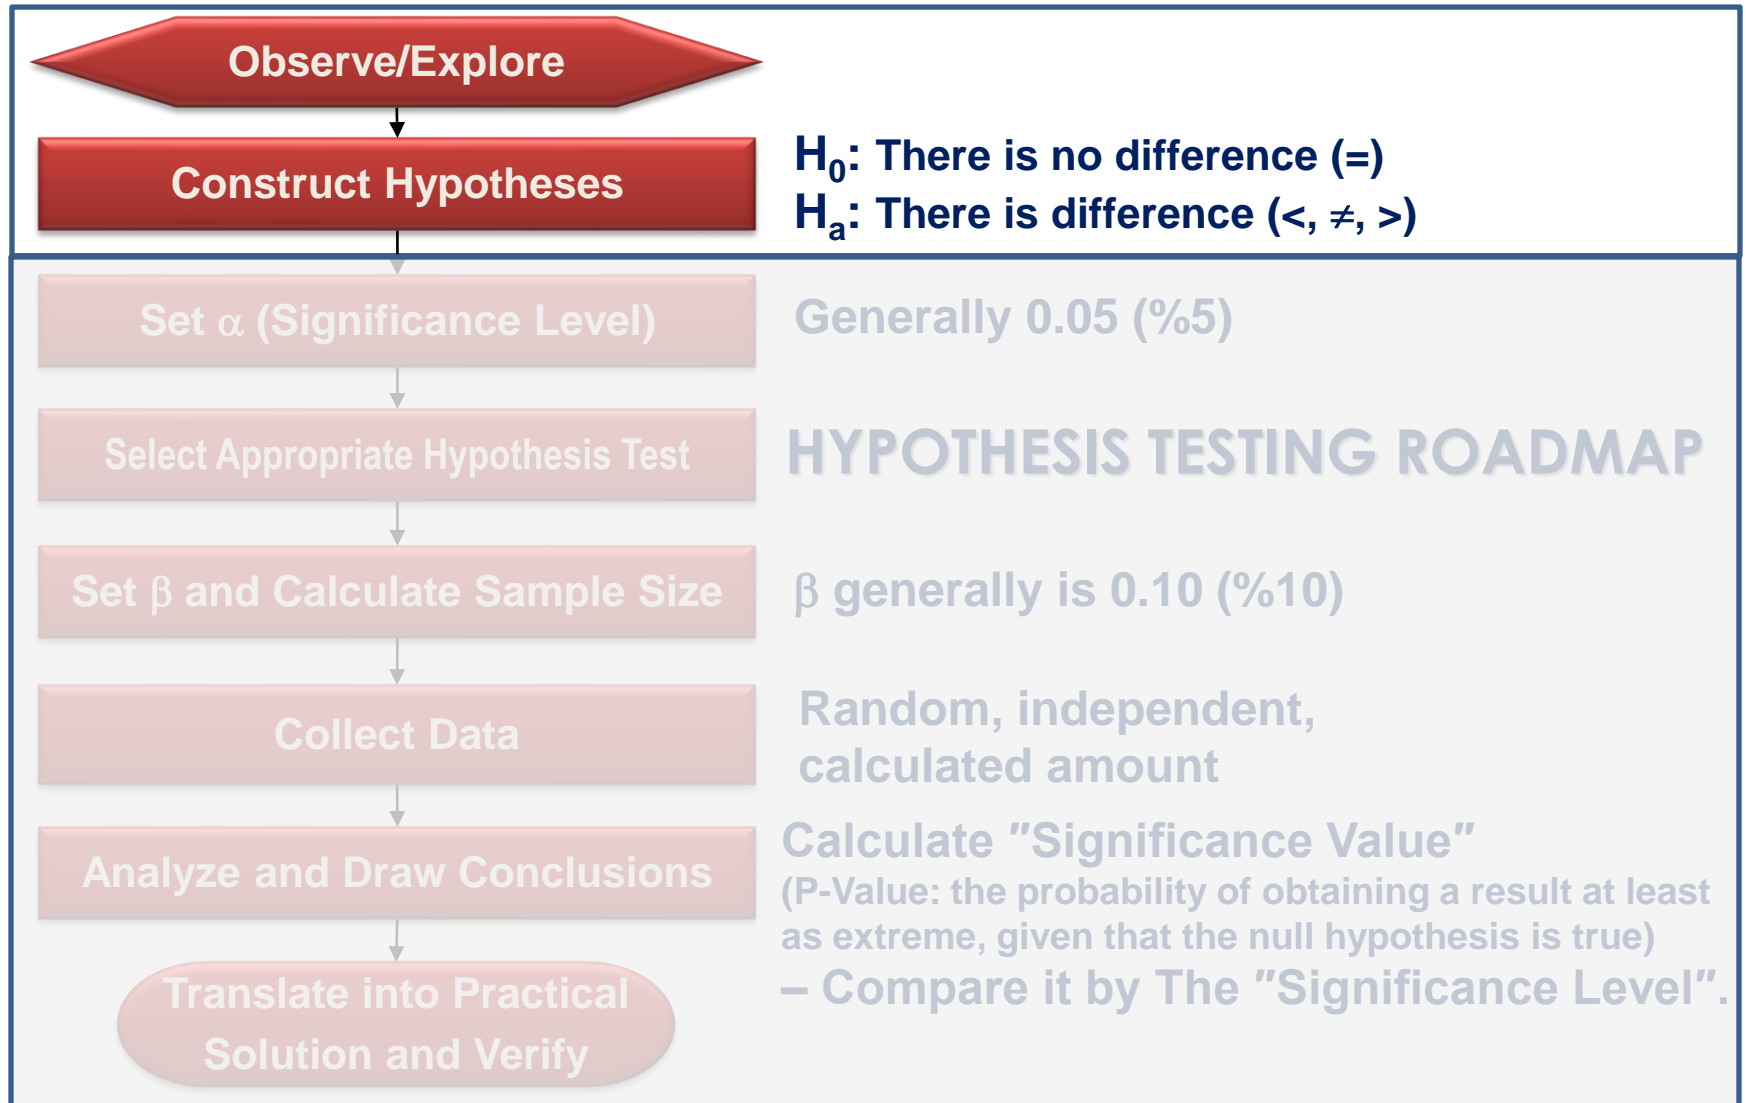 Observe/Explore
Construct Hypotheses
H₀: There is no difference (=)
Hₐ: There is difference (<, ≠, >)
Set α (Significance Level)
Generally 0.05 (%5)
Select Appropriate Hypothesis Test
HYPOTHESIS TESTING ROADMAP
Set β and Calculate Sample Size
β generally is 0.10 (%10)
Collect Data
Random, independent,
calculated amount
Analyze and Draw Conclusions
Calculate "Significance Value"
(P-Value: the probability of obtaining a result at least
as extreme, given that the null hypothesis is true)
– Compare it by The "Significance Level".
Translate into Practical
Solution and Verify